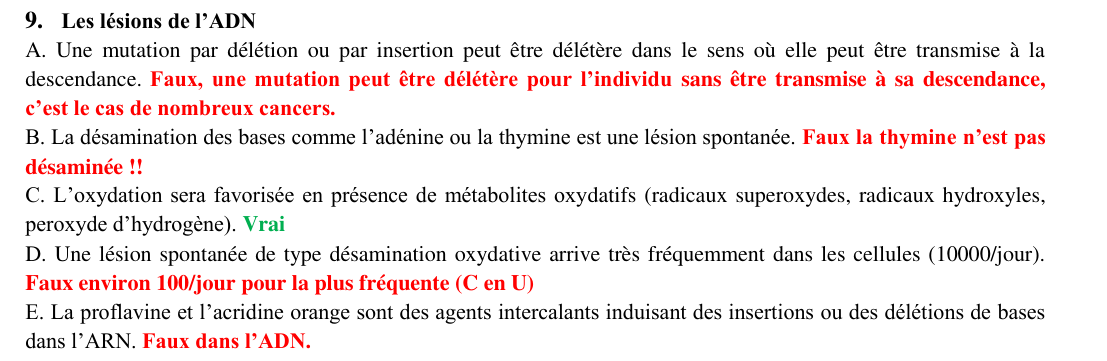 9. Les lésions de l'ADN
A. Une mutation par délétion ou par insertion peut être délétère dans le sens où elle peut être transmise à la
descendance. Faux, une mutation peut être délétère pour l'individu sans être transmise à sa descendance,
c'est le cas de nombreux cancers.
B. La désamination des bases comme l'adénine ou la thymine est une lésion spontanée. Faux la thymine n'est pas
désaminée !!
C. L'oxydation sera favorisée en présence de métabolites oxydatifs (radicaux superoxydes, radicaux hydroxyles,
peroxyde d'hydrogène). Vrai
D. Une lésion spontanée de type désamination oxydative arrive très fréquemment dans les cellules (10000/jour).
Faux environ 100/jour pour la plus fréquente (C en U)
E. La proflavine et l'acridine orange sont des agents intercalants induisant des insertions ou des délétions de bases
dans l'ARN. Faux dans l'ADN.